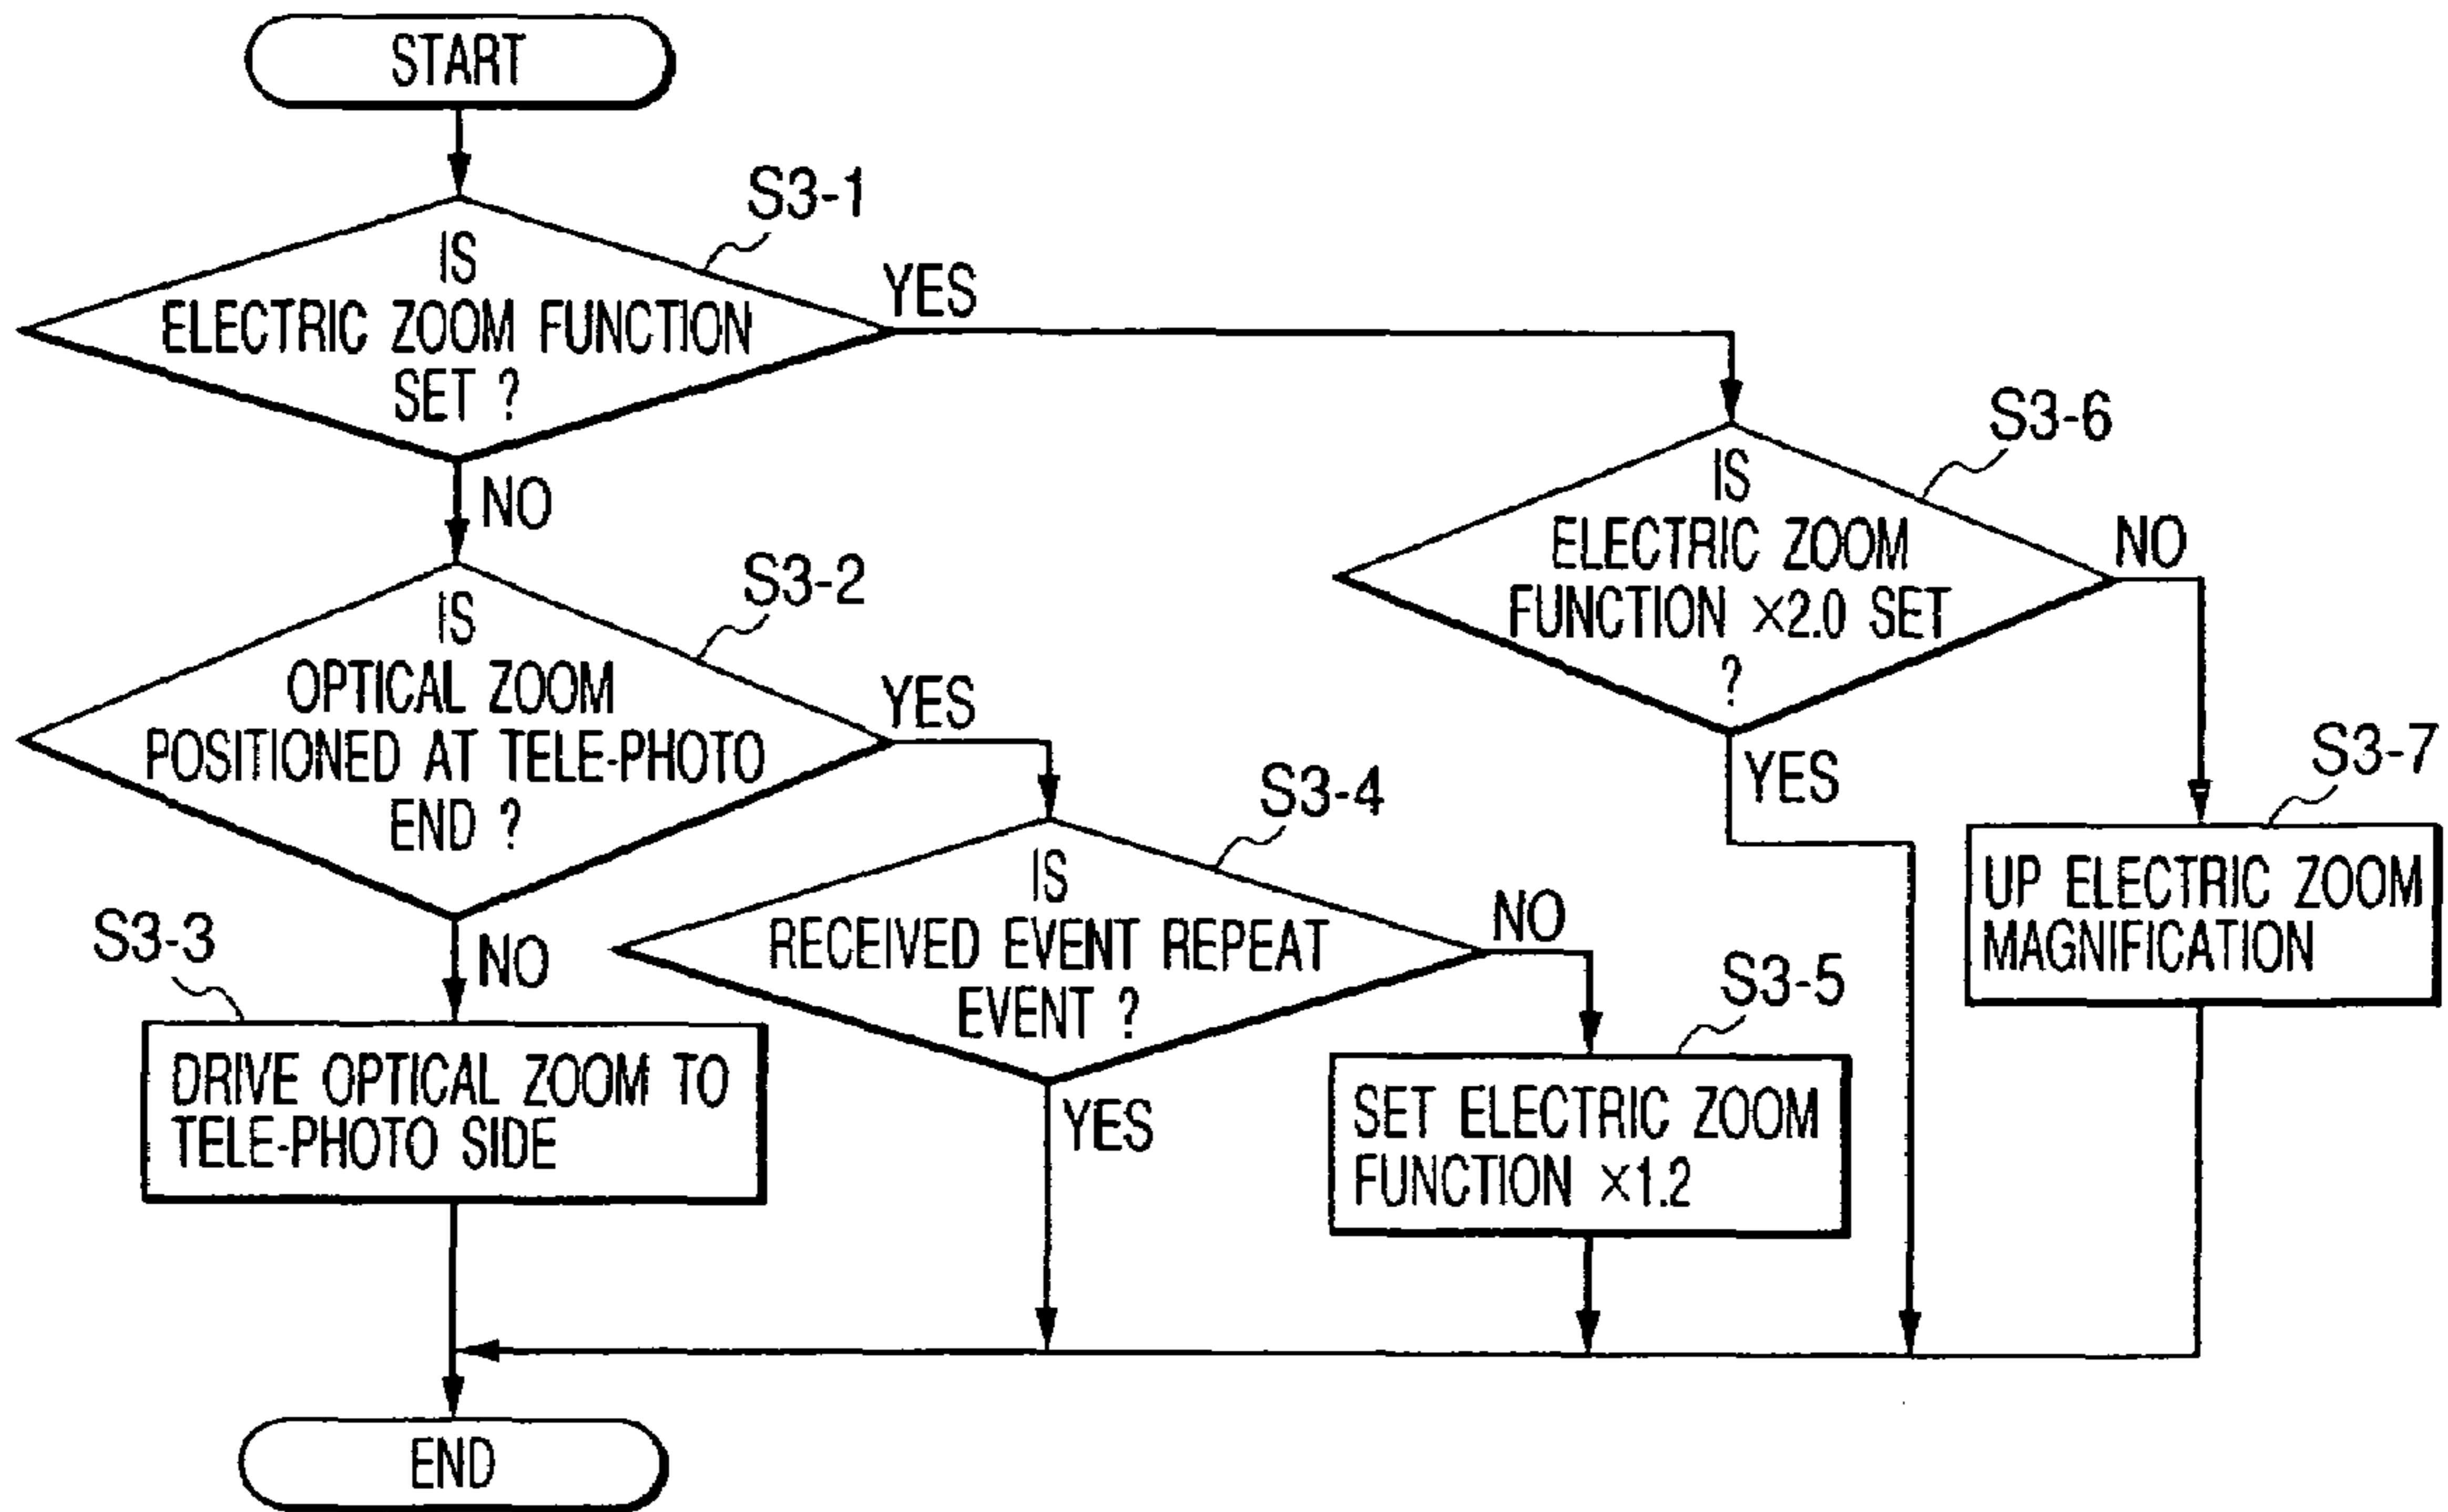 START
S3-1
IS
ELECTRIC ZOOM FUNCTION
SET ?
YES
NO
S3-2
IS
OPTICAL ZOOM
POSITIONED AT TELE-PHOTO
END ?
YES
NO
S3-3
DRIVE OPTICAL ZOOM TO
TELE-PHOTO SIDE
S3-4
IS
RECEIVED EVENT REPEAT
EVENT ?
NO
YES
S3-5
SET ELECTRIC ZOOM
FUNCTION ×1.2
S3-6
IS
ELECTRIC ZOOM
FUNCTION ×2.0 SET
?
NO
YES
S3-7
UP ELECTRIC ZOOM
MAGNIFICATION
END